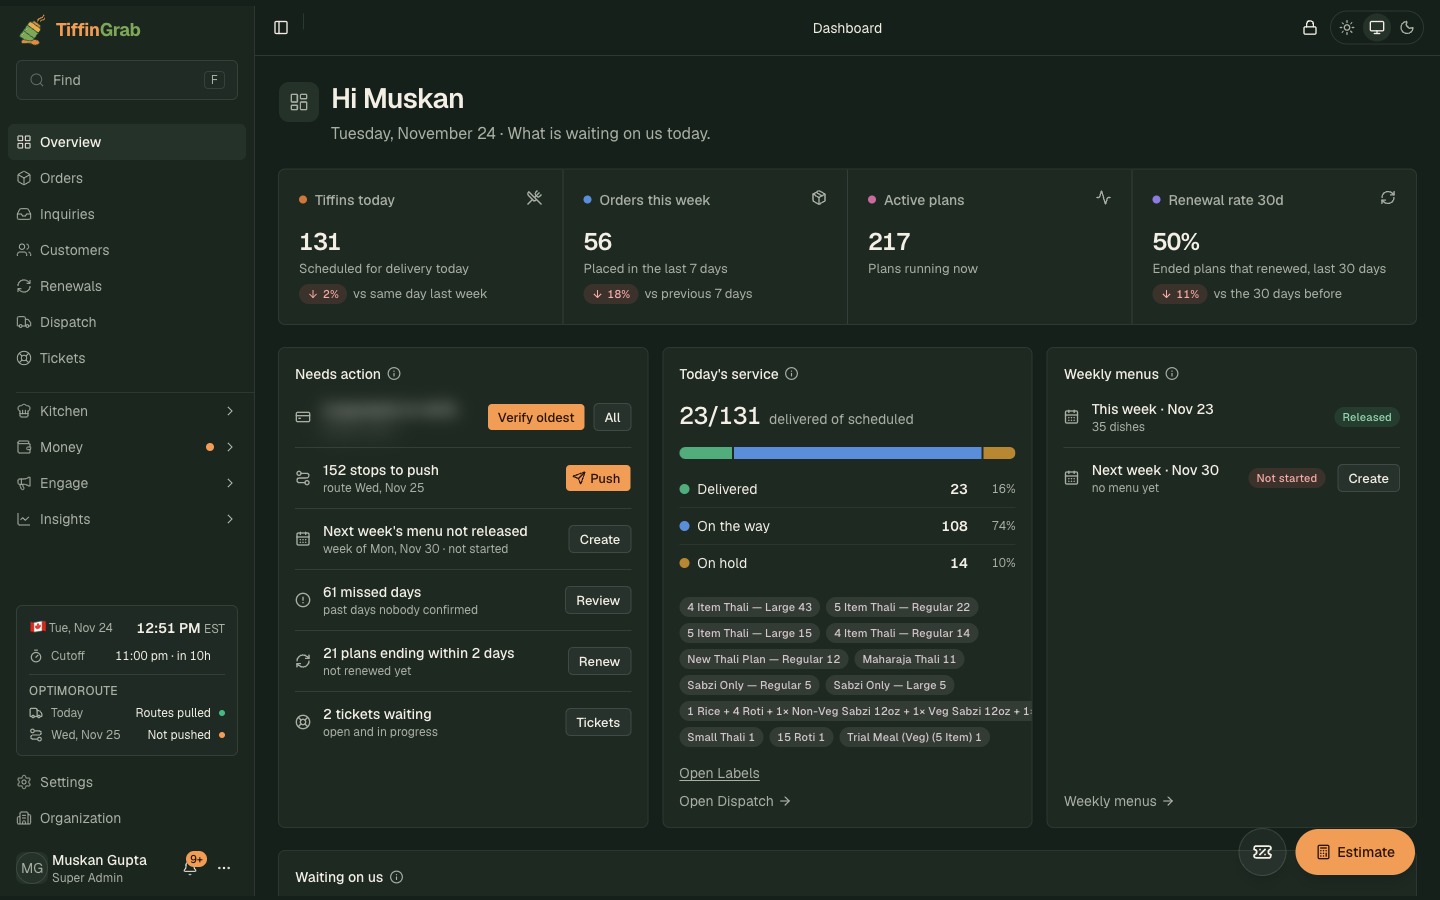 TiffinGrab
Find F
Overview
Orders
Inquiries
Customers
Renewals
Dispatch
Tickets
Kitchen
Money
Engage
Insights
Tue, Nov 24 12:51 PM EST
Cutoff 11:00 pm · in 10h
OPTIMOROUTE
Today Routes pulled
Wed, Nov 25 Not pushed
Settings
Organization
MG Muskan Gupta
Super Admin
9+
Dashboard
Hi Muskan
Tuesday, November 24 · What is waiting on us today.
Tiffins today
131
Scheduled for delivery today
↓ 2% vs same day last week
Orders this week
56
Placed in the last 7 days
↓ 18% vs previous 7 days
Active plans
217
Plans running now
Renewal rate 30d
50%
Ended plans that renewed, last 30 days
↓ 11% vs the 30 days before
Needs action
Verify oldest All
152 stops to push
route Wed, Nov 25
Push
Next week's menu not released
week of Mon, Nov 30 · not started
Create
61 missed days
past days nobody confirmed
Review
21 plans ending within 2 days
not renewed yet
Renew
2 tickets waiting
open and in progress
Tickets
Today's service
23/131 delivered of scheduled
Delivered 23 16%
On the way 108 74%
On hold 14 10%
4 Item Thali — Large 43 5 Item Thali — Regular 22
5 Item Thali — Large 15 4 Item Thali — Regular 14
New Thali Plan — Regular 12 Maharaja Thali 11
Sabzi Only — Regular 5 Sabzi Only — Large 5
1 Rice + 4 Roti + 1× Non-Veg Sabzi 12oz + 1× Veg Sabzi 12oz + 1×
Small Thali 1 15 Roti 1 Trial Meal (Veg) (5 Item) 1
Open Labels
Open Dispatch →
Weekly menus
This week · Nov 23
35 dishes
Released
Next week · Nov 30
no menu yet
Not started Create
Weekly menus →
Waiting on us
Estimate